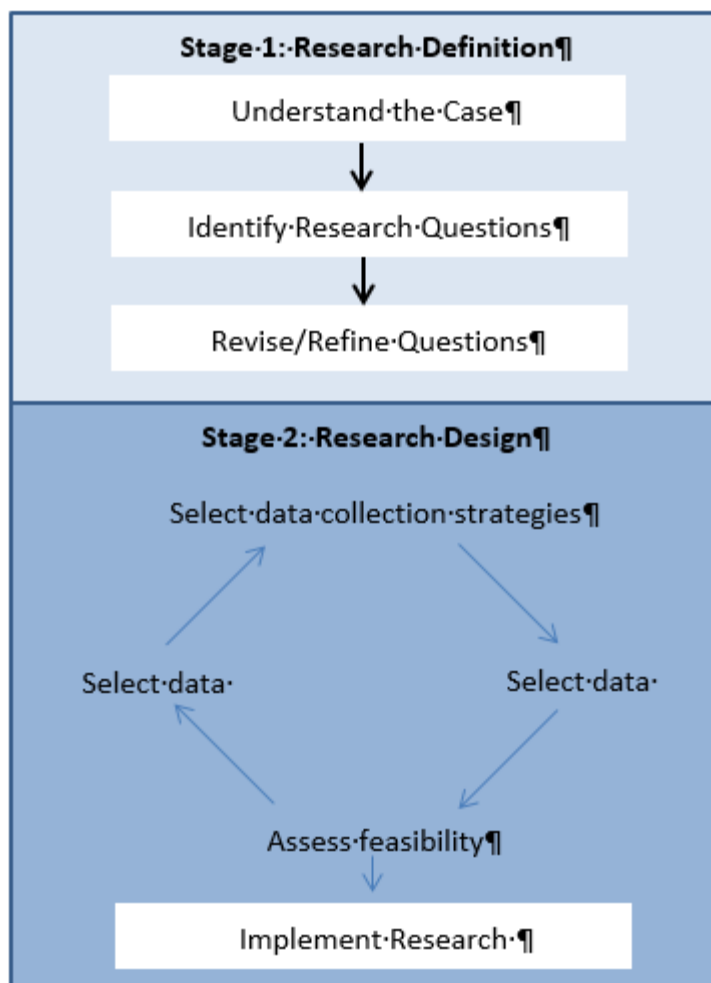 Stage·1:·Research·Definition¶
Understand·the·Case¶
Identify·Research·Questions¶
Revise/Refine·Questions¶
Stage·2:·Research·Design¶
Select·data·collection·strategies¶
Select·data·
Select·data·
Assess·feasibility¶
Implement·Research·¶